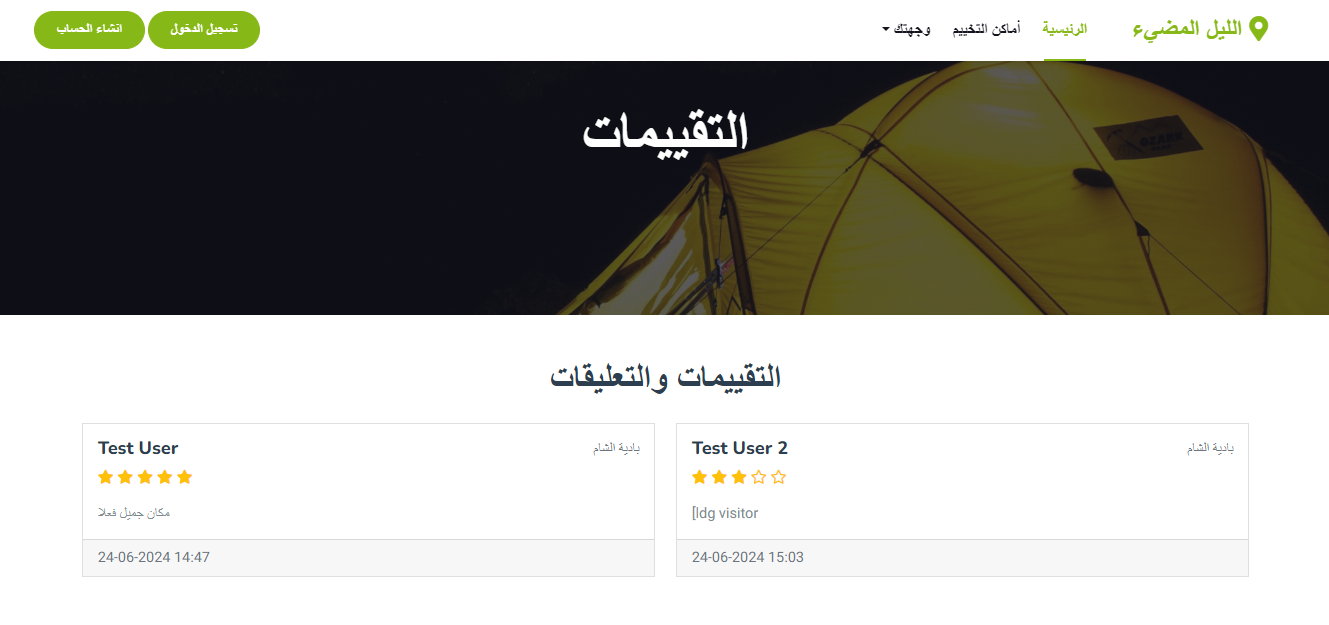 الليل المضيء
الرئيسية
أماكن التخييم
وجهتك
تسجيل الدخول
انشاء الحساب
التقييمات
التقييمات والتعليقات
Test User
بادية الشام
مكان جميل فعلا
24-06-2024 14:47
Test User 2
بادية الشام
[ldg visitor
24-06-2024 15:03